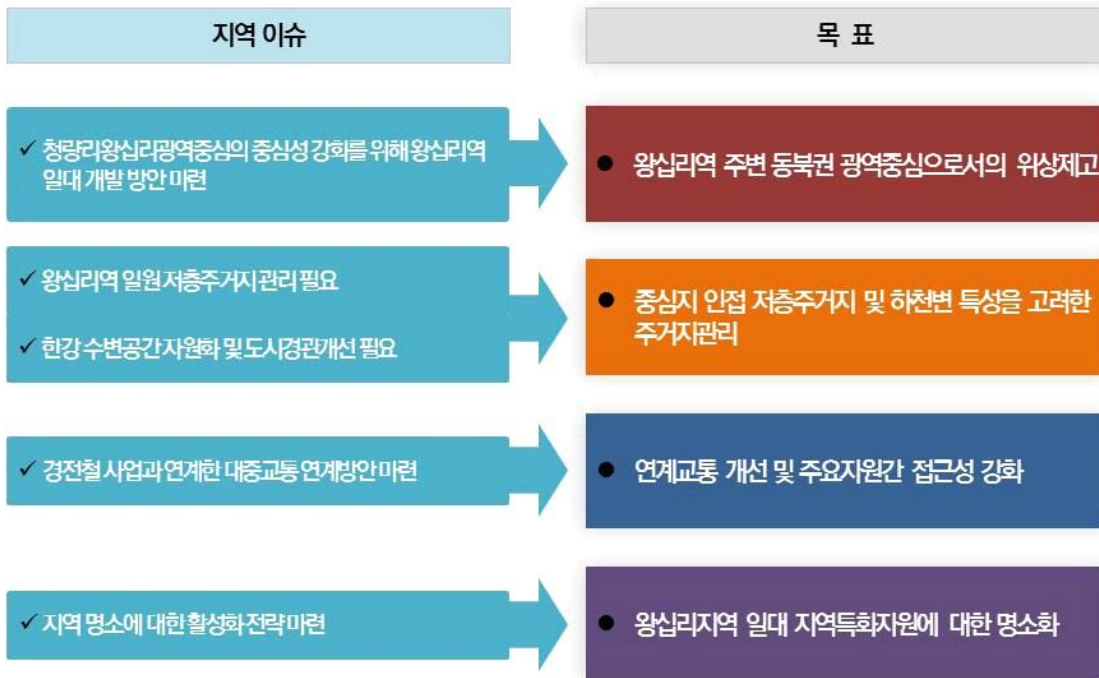 지역 이슈
목 표
✓ 청량리왕십리광역중심의 중심성 강화를 위해 왕십리역
일대 개발 방안 마련
● 왕십리역 주변 동북권 광역중심으로서의 위상제고
✓ 왕십리역 일원 저층주거지 관리 필요
✓ 한강 수변공간 자원화 및 도시경관개선 필요
● 중심지 인접 저층주거지 및 하천변 특성을 고려한
주거지관리
✓ 경전철 사업과 연계한 대중교통 연계방안 마련
● 연계교통 개선 및 주요자원간 접근성 강화
✓ 지역 명소에 대한 활성화 전략 마련
● 왕십리지역 일대 지역특화자원에 대한 명소화